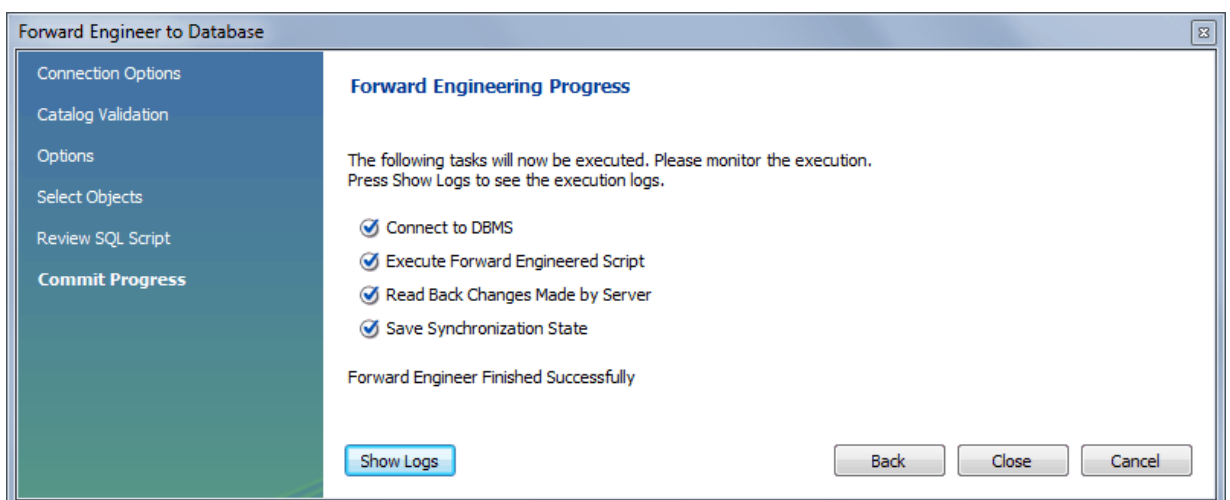 Forward Engineer to Database
Connection Options
Catalog Validation
Options
Select Objects
Review SQL Script
Commit Progress
Forward Engineering Progress
The following tasks will now be executed. Please monitor the execution.
Press Show Logs to see the execution logs.
Connect to DBMS
Execute Forward Engineered Script
Read Back Changes Made by Server
Save Synchronization State
Forward Engineer Finished Successfully
Show Logs
Back
Close
Cancel